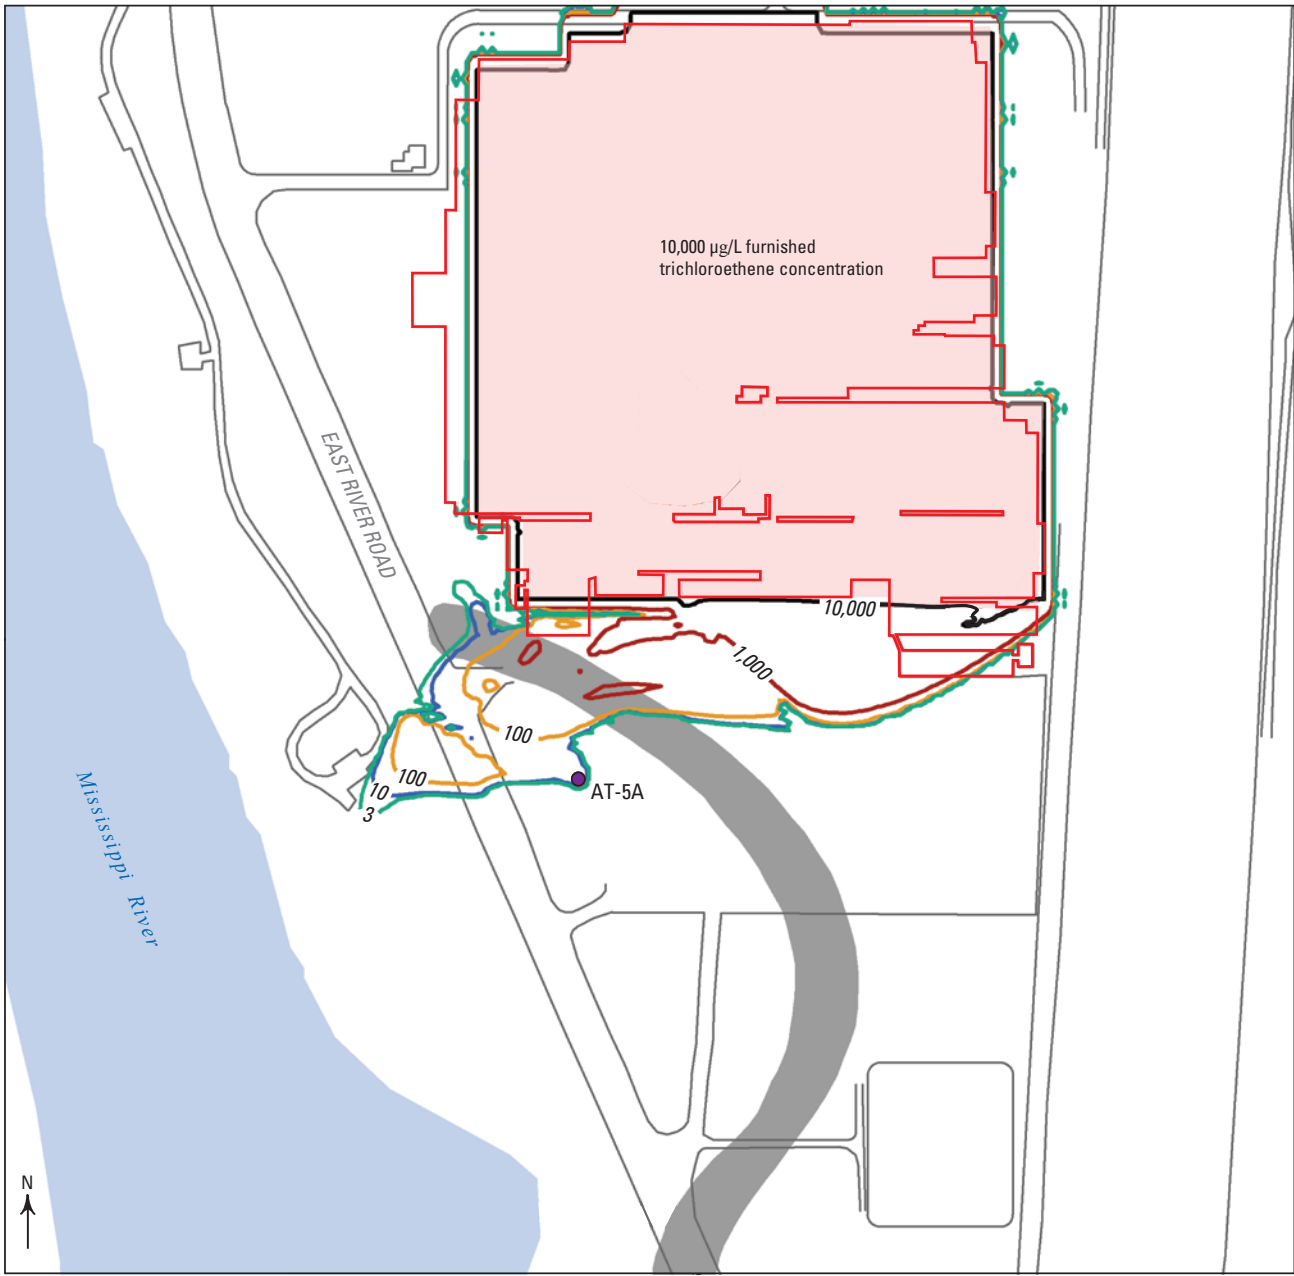 10,000 µg/L furnished
trichloroethene concentration
EAST RIVER ROAD
10,000
1,000
100
100
10
3
AT-5A
Mississippi River
N